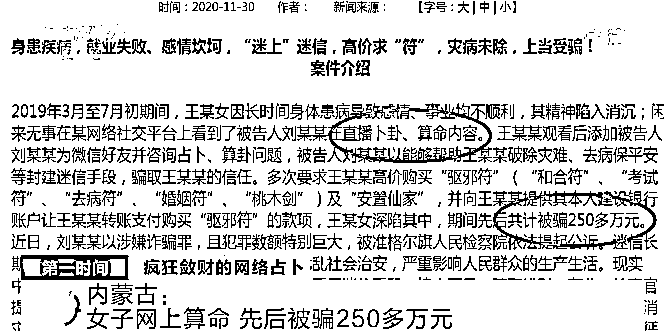 时间：2020-11-30 作者： 新闻来源： 【字号：大|中|小】
身患疾病，就业失败、感情坎坷，“迷上”迷信，高价求“符”，灾病未除，上当受骗！
案件介绍
2019年3月至7月初期间，王某女因长时间身体患病导致感情、事业均不顺利，其精神陷入消沉；闲
来无事在某网络社交平台上看到了被告人刘某某在直播卜卦、算命内容。王某某观看后添加被告人
刘某某为微信好友并咨询占卜、算卦问题，被告人刘某某以能够帮助王某某破除灾难、去病保平安
等封建迷信手段，骗取王某某的信任。多次要求王某某高价购买“驱邪符”（“和合符”、“考试
符”、“去病符”、“婚姻符”、“桃木剑”）及“安置仙家”，并向王某某提供其本人建设银行
账户让王某某转账支付购买“驱邪符”的款项，王某女深陷其中，期间先后共计被骗250多万元。
近日，刘某某以涉嫌诈骗罪，且犯罪数额特别巨大，被准格尔旗人民检察院依法提起公诉。迷信长
期
第三时间 疯狂敛财的网络占卜 乱社会治安，严重影响人民群众的生产生活。现实
中
内蒙古：
女子网上算命 先后被骗250多万元